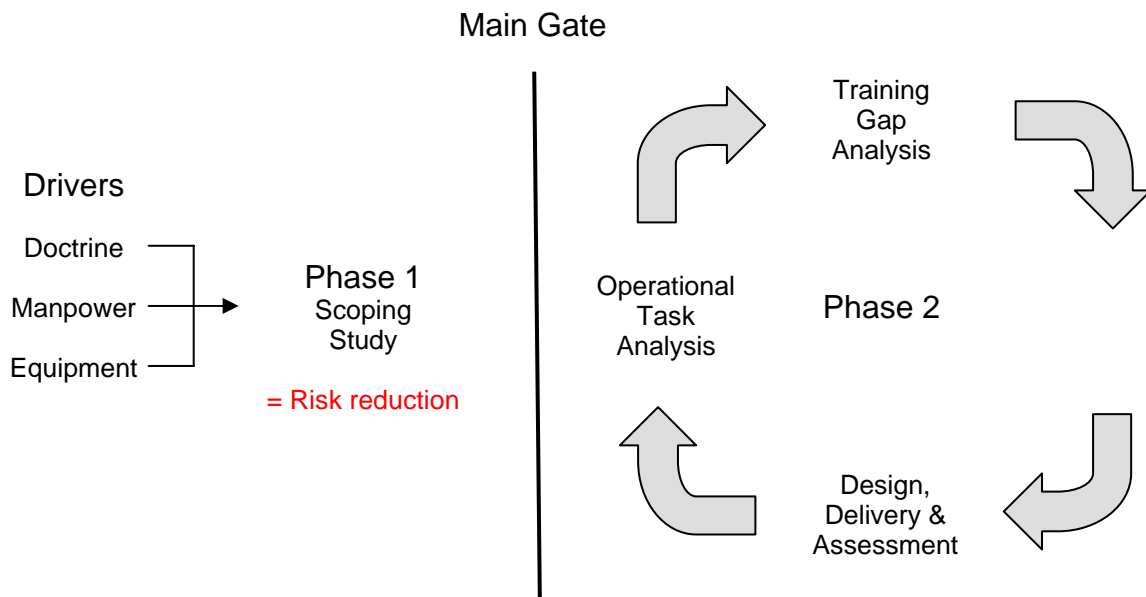 Main Gate
Drivers
Doctrine
Manpower
Equipment
Phase 1
Scoping
Study
= Risk reduction
Training
Gap
Analysis
Operational
Task
Analysis
Phase 2
Design,
Delivery &
Assessment